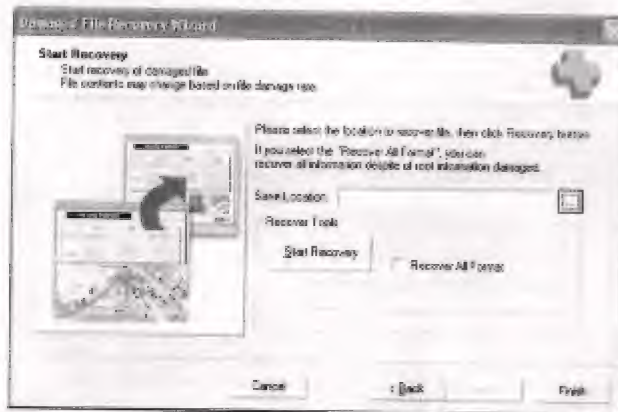 Damaged File Recovery Wizard
Start Recovery
Start recovery of damaged file.
File contents may change based on file damage rate.
Please select the location to recover file, then click Recovery button
If you select the "Recover All Format", you can
recover all information despite of root information damaged.
Save Location
Recover Tools
Start Recovery
Recover All Format
Cancel
< Back
Finish